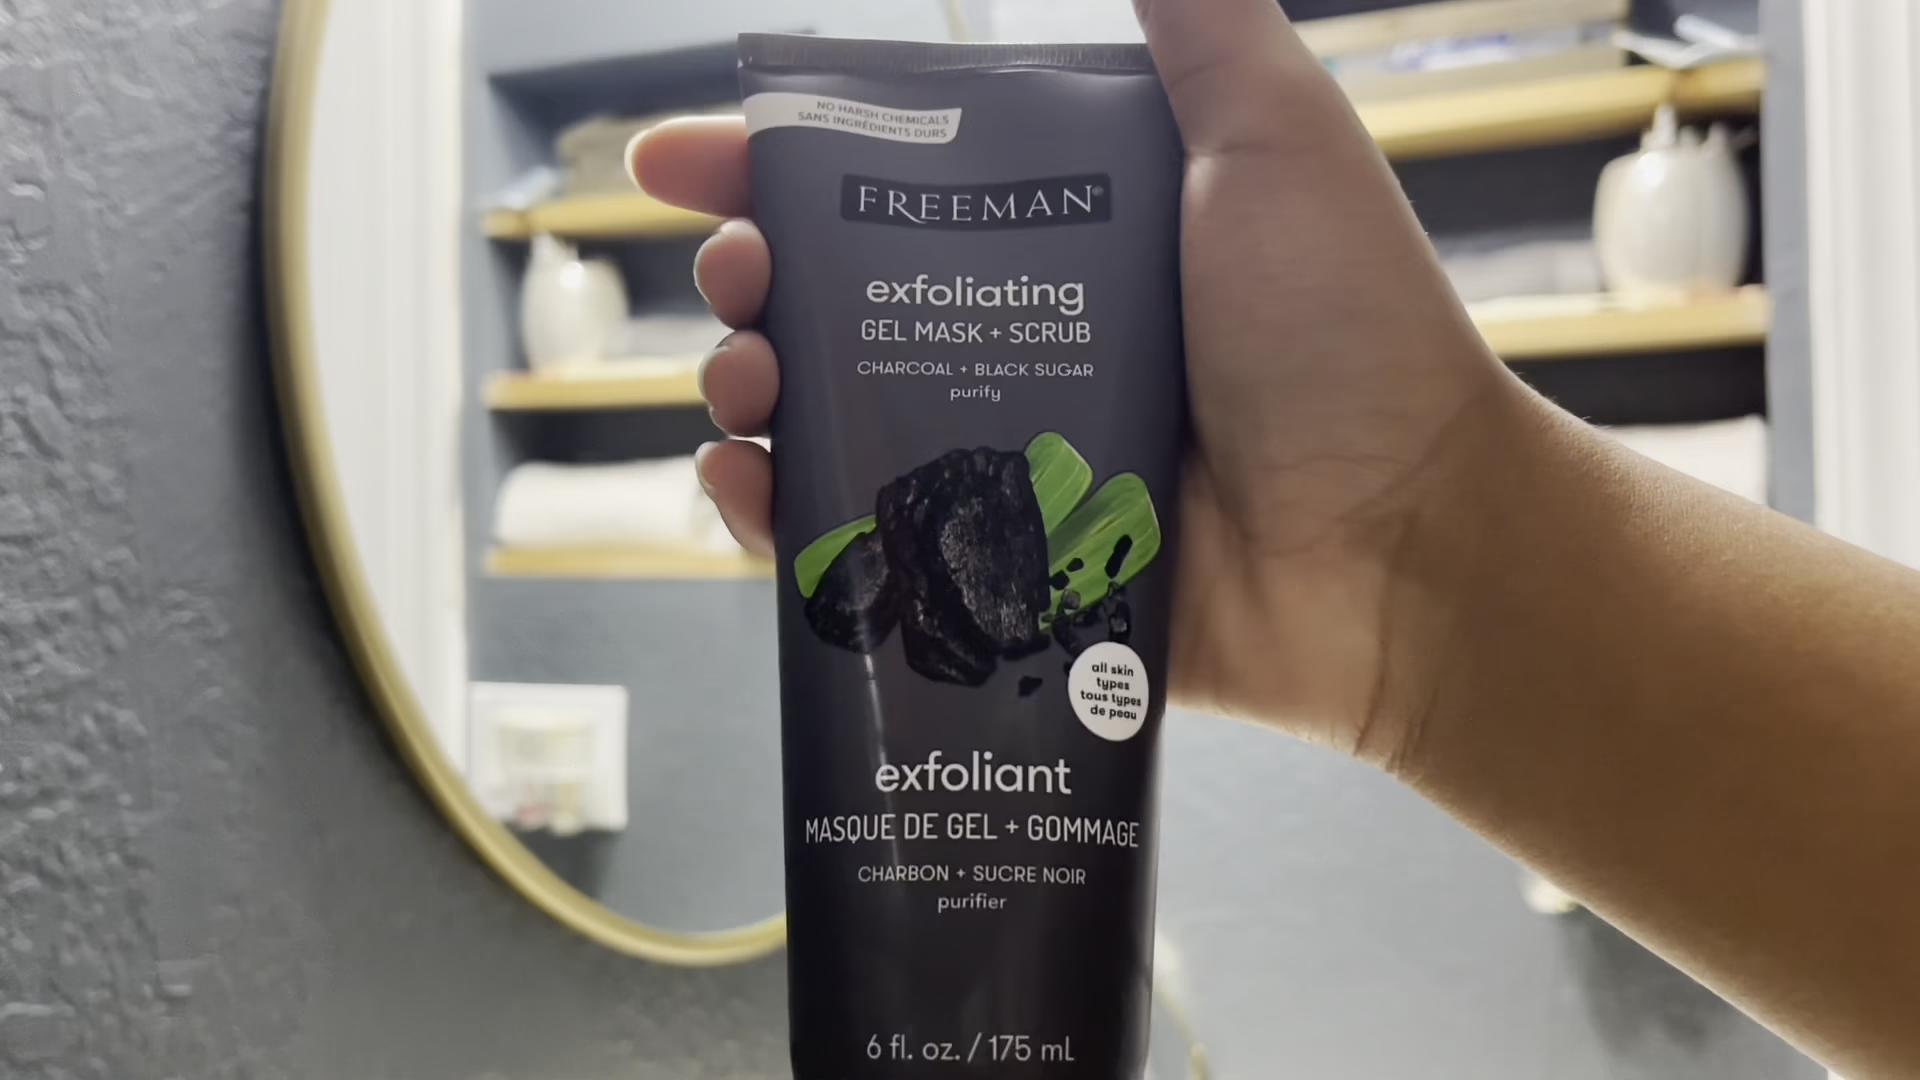 NO HARSH CHEMICALS
SANS INGRÉDIENTS DURS
FREEMAN®
exfoliating
GEL MASK + SCRUB
CHARCOAL + BLACK SUGAR
purify
all skin
types
tous types
de peau
exfoliant
MASQUE DE GEL + GOMMAGE
CHARBON + SUCRE NOIR
purifier
6 fl. oz. / 175 mL